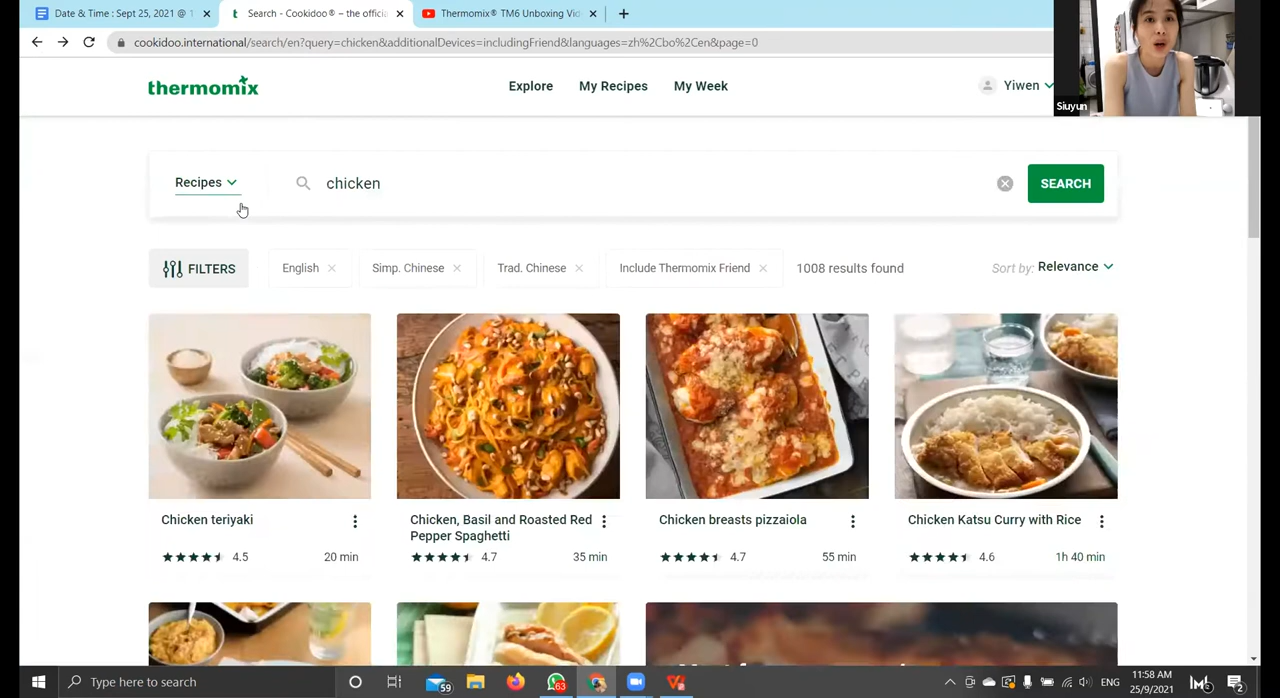 Date & Time : Sept 25, 2021 @ 1
Search - Cookidoo® – the officia
Thermomix® TM6 Unboxing Vid
cookidoo.international/search/en?query=chicken&additionalDevices=includingFriend&languages=zh%2Cbo%2Cen&page=0
Siuyun
thermomix
Explore
My Recipes
My Week
Yiwen
Recipes
chicken
SEARCH
FILTERS
English
Simp. Chinese
Trad. Chinese
Include Thermomix Friend
1008 results found
Sort by: Relevance
Chicken teriyaki
4.5
20 min
Chicken, Basil and Roasted Red
Pepper Spaghetti
4.7
35 min
Chicken breasts pizzaiola
4.7
55 min
Chicken Katsu Curry with Rice
4.6
1h 40 min
Type here to search
59
63
ENG
11:58 AM
25/9/2021
2